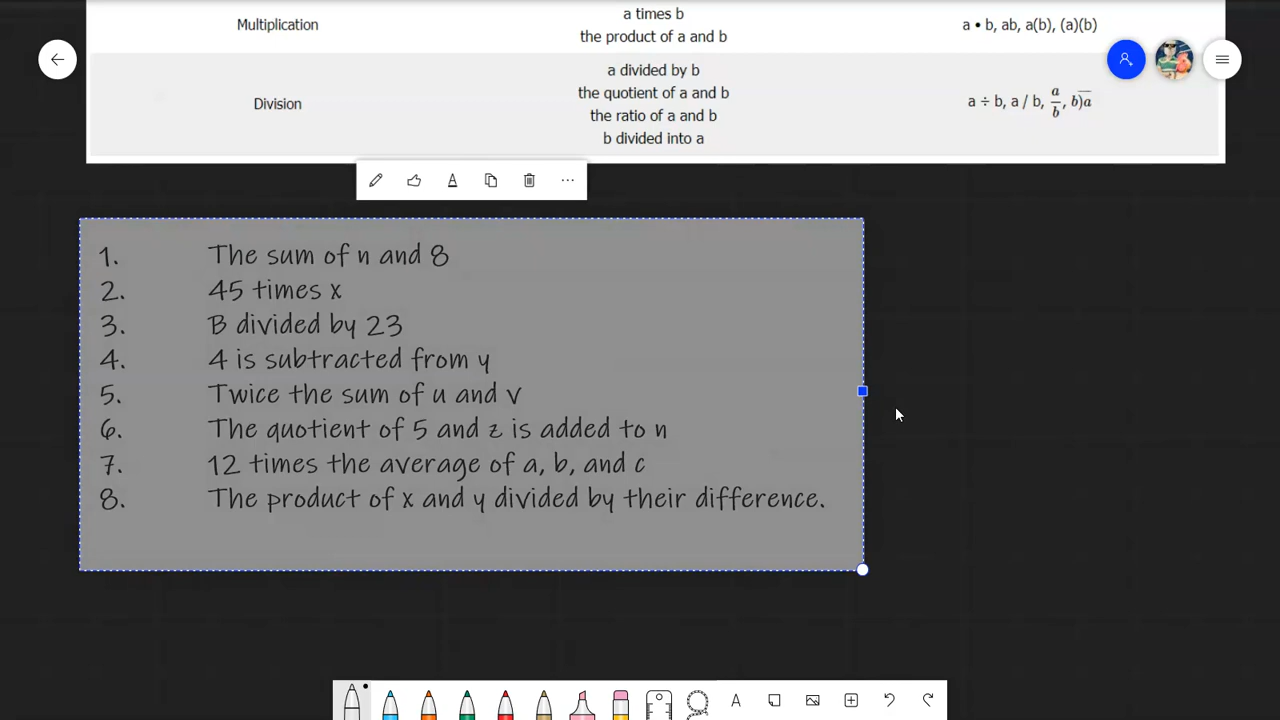 Multiplication
a times b
the product of a and b
a • b, ab, a(b), (a)(b)
Division
a divided by b
the quotient of a and b
the ratio of a and b
b divided into a
a ÷ b, a / b, a/b, b)a
1. The sum of n and 8
2. 45 times x
3. B divided by 23
4. 4 is subtracted from y
5. Twice the sum of u and v
6. The quotient of 5 and z is added to n
7. 12 times the average of a, b, and c
8. The product of x and y divided by their difference.